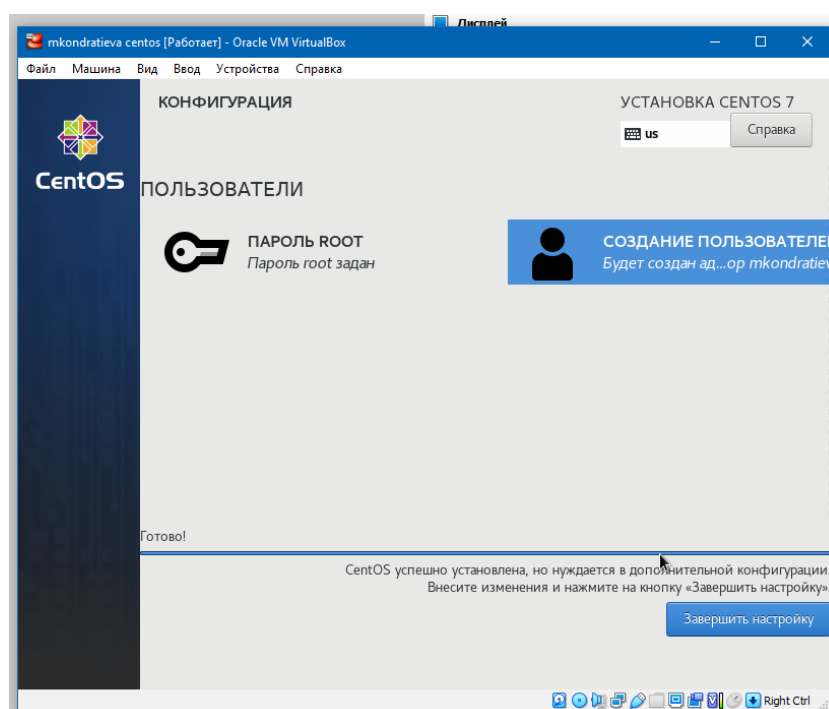 Дисплей
mkondratieva centos [Работает] - Oracle VM VirtualBox
Файл Машина Вид Ввод Устройства Справка
КОНФИГУРАЦИЯ
УСТАНОВКА CENTOS 7
us
Справка
CentOS
ПОЛЬЗОВАТЕЛИ
ПАРОЛЬ ROOT
Пароль root задан
СОЗДАНИЕ ПОЛЬЗОВАТЕЛЕ
Будет создан ад...ор mkondratiev
Готово!
CentOS успешно установлена, но нуждается в дополнительной конфигурации.
Внесите изменения и нажмите на кнопку «Завершить настройку»
Завершить настройку
Right Ctrl